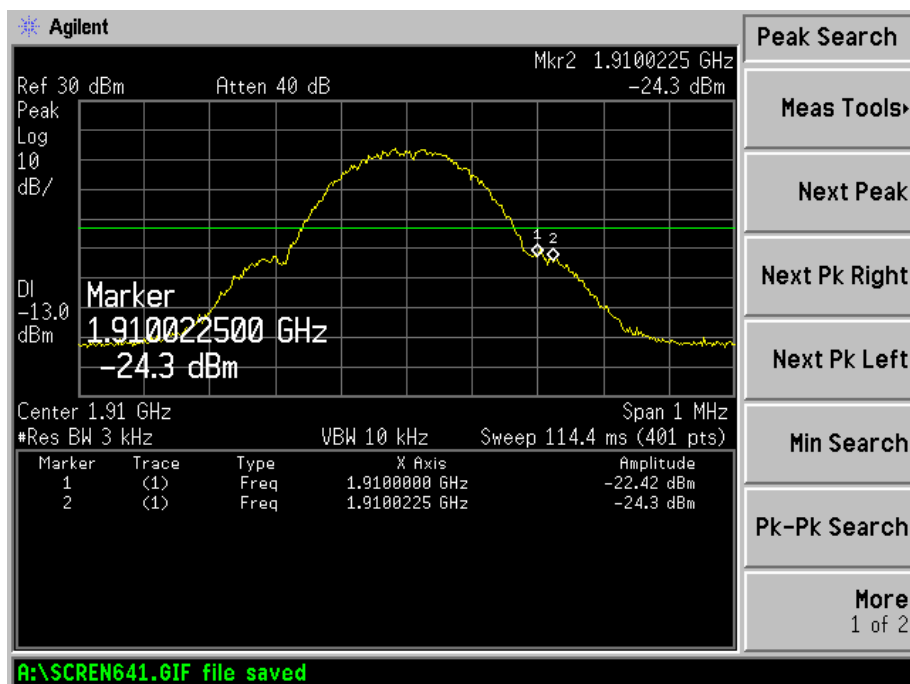 Agilent
Peak Search
Mkr2 1.9100225 GHz
Ref 30 dBm Atten 40 dB -24.3 dBm
Peak
Log
10
dB/
1 2
DI
-13.0
dBm
Marker
1.910022500 GHz
-24.3 dBm
Center 1.91 GHz Span 1 MHz
#Res BW 3 kHz VBW 10 kHz Sweep 114.4 ms (401 pts)
Marker Trace Type X Axis Amplitude
1 (1) Freq 1.9100000 GHz -22.42 dBm
2 (1) Freq 1.9100225 GHz -24.3 dBm
Meas Tools▸
Next Peak
Next Pk Right
Next Pk Left
Min Search
Pk-Pk Search
More
1 of 2
A:\SCREN641.GIF file saved